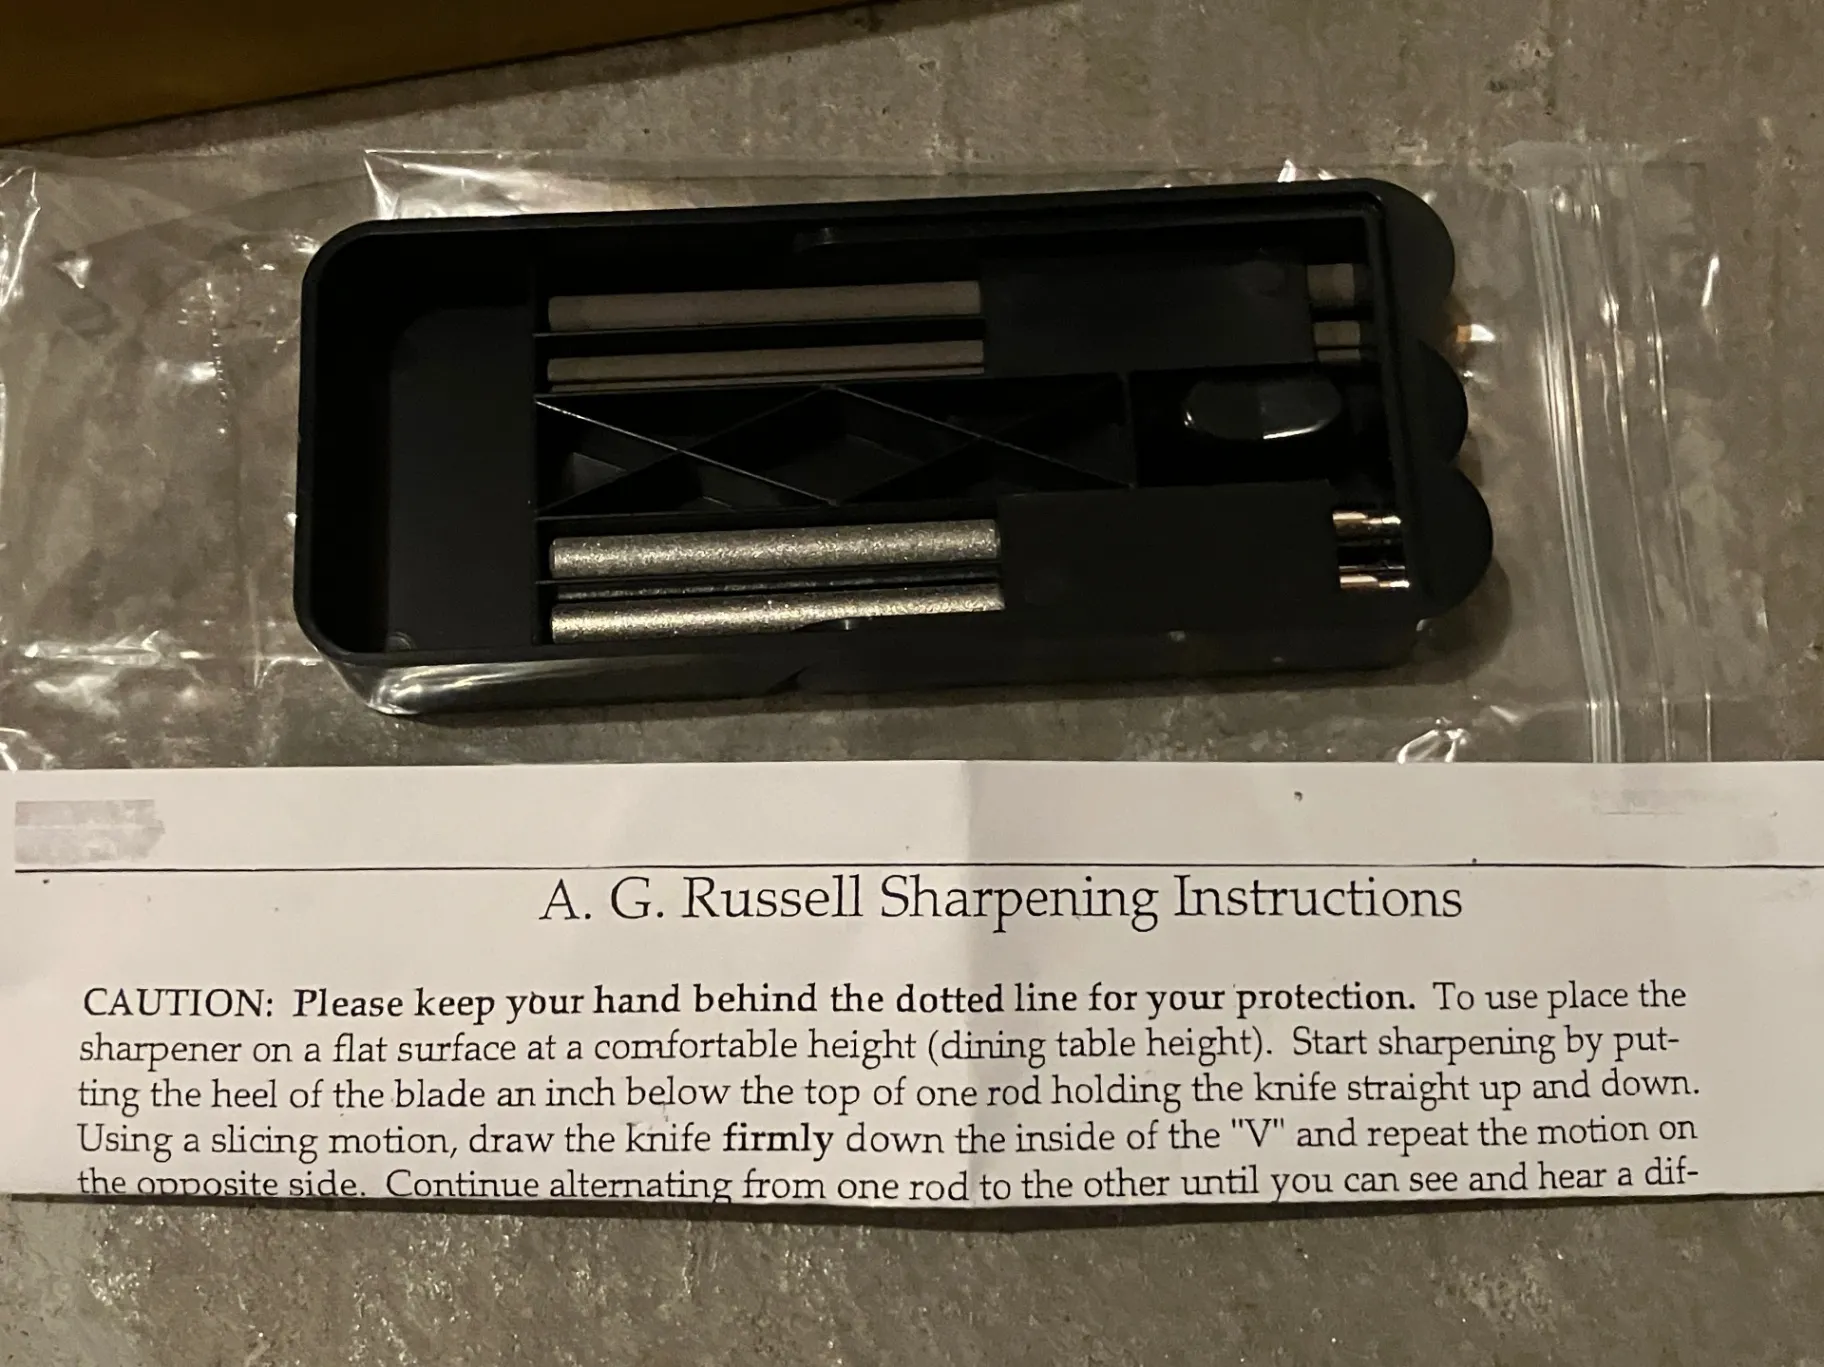 A. G. Russell Sharpening Instructions
CAUTION: Please keep your hand behind the dotted line for your protection. To use place the
sharpener on a flat surface at a comfortable height (dining table height). Start sharpening by put-
ting the heel of the blade an inch below the top of one rod holding the knife straight up and down.
Using a slicing motion, draw the knife firmly down the inside of the "V" and repeat the motion on
the opposite side. Continue alternating from one rod to the other until you can see and hear a dif-